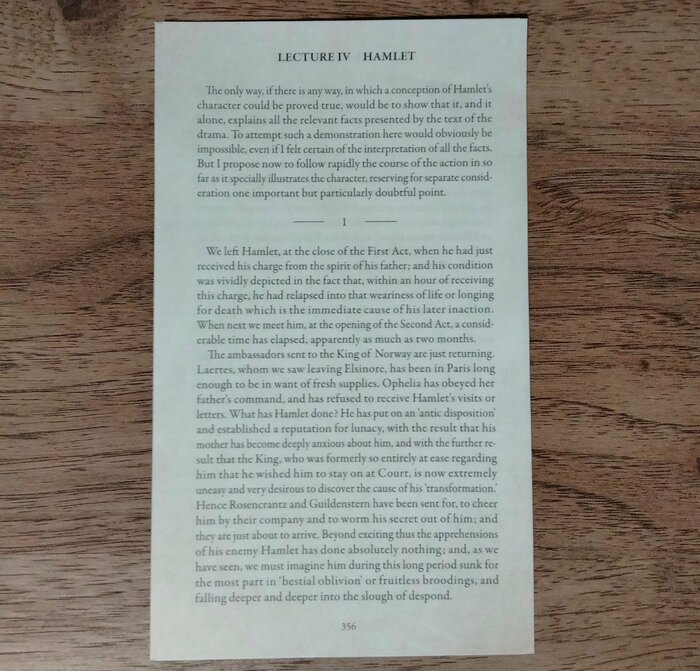 LECTURE IV HAMLET
The only way, if there is any way, in which a conception of Hamlet's
character could be proved true, would be to show that it, and it
alone, explains all the relevant facts presented by the text of the
drama. To attempt such a demonstration here would obviously be
impossible, even if I felt certain of the interpretation of all the facts.
But I propose now to follow rapidly the course of the action in so
far as it specially illustrates the character, reserving for separate consid-
eration one important but particularly doubtful point.
1
We left Hamlet, at the close of the First Act, when he had just
received his charge from the spirit of his father; and his condition
was vividly depicted in the fact that, within an hour of receiving
this charge, he had relapsed into that weariness of life or longing
for death which is the immediate cause of his later inaction.
When next we meet him, at the opening of the Second Act, a consid-
erable time has elapsed, apparently as much as two months.
The ambassadors sent to the King of Norway are just returning.
Laertes, whom we saw leaving Elsinore, has been in Paris long
enough to be in want of fresh supplies. Ophelia has obeyed her
father's command, and has refused to receive Hamlet's visits or
letters. What has Hamlet done? He has put on an 'antic disposition'
and established a reputation for lunacy, with the result that his
mother has become deeply anxious about him, and with the further re-
sult that the King, who was formerly so entirely at ease regarding
him that he wished him to stay on at Court, is now extremely
uneasy and very desirous to discover the cause of his 'transformation.'
Hence Rosencrantz and Guildenstern have been sent for, to cheer
him by their company and to worm his secret out of him; and
they are just about to arrive. Beyond exciting thus the apprehensions
of his enemy Hamlet has done absolutely nothing; and, as we
have seen, we must imagine him during this long period sunk for
the most part in 'bestial oblivion' or fruitless broodings, and
falling deeper and deeper into the slough of despond.
356